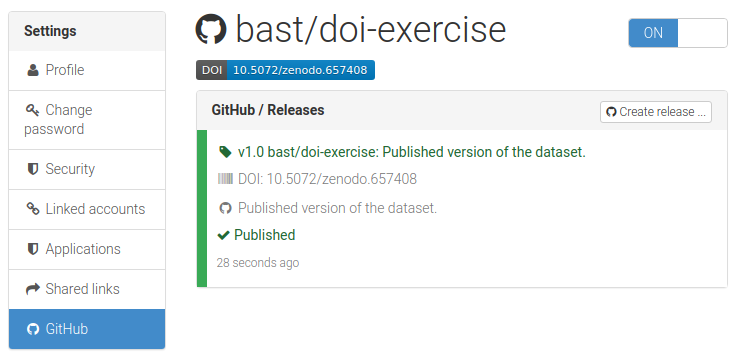 Settings
Profile
Change
password
Security
Linked accounts
Applications
Shared links
GitHub
bast/doi-exercise
ON
DOI 10.5072/zenodo.657408
GitHub / Releases
Create release ...
v1.0 bast/doi-exercise: Published version of the dataset.
DOI: 10.5072/zenodo.657408
Published version of the dataset.
Published
28 seconds ago